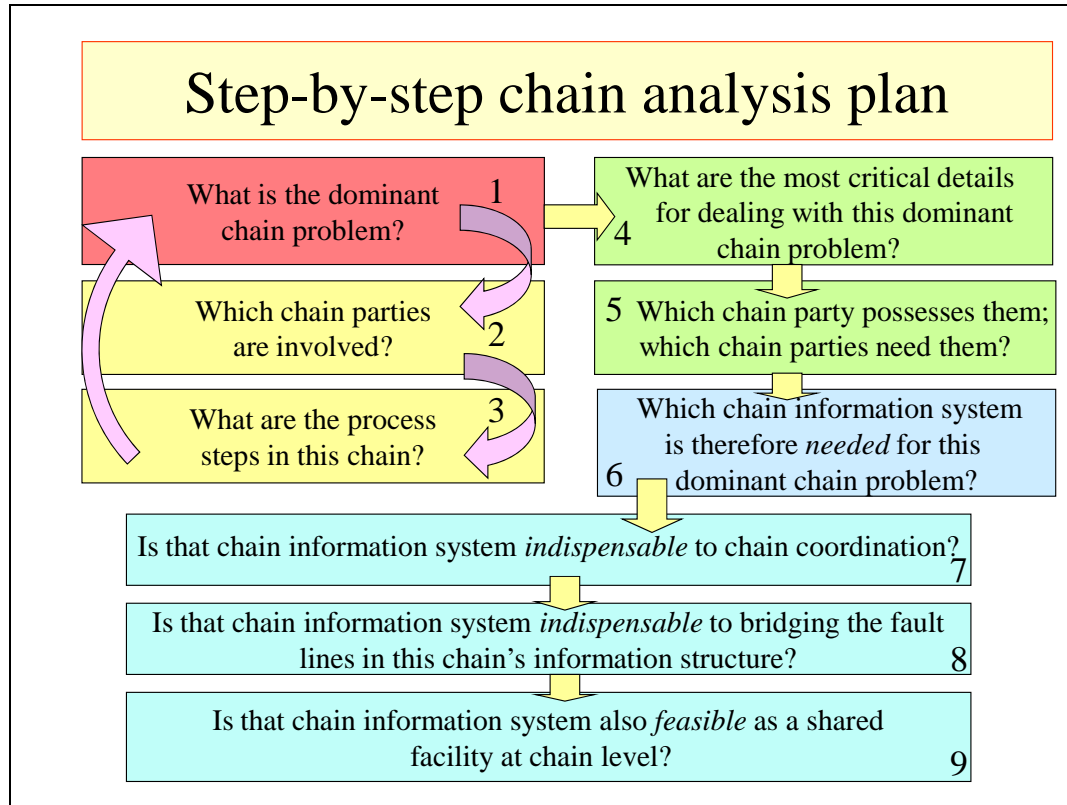 Step-by-step chain analysis plan
1
What is the dominant
chain problem?
2
Which chain parties
are involved?
3
What are the process
steps in this chain?
4
What are the most critical details
for dealing with this dominant
chain problem?
5 Which chain party possesses them;
which chain parties need them?
Which chain information system
is therefore needed for this
6 dominant chain problem?
Is that chain information system indispensable to chain coordination?
7
Is that chain information system indispensable to bridging the fault
lines in this chain's information structure?
8
Is that chain information system also feasible as a shared
facility at chain level?
9